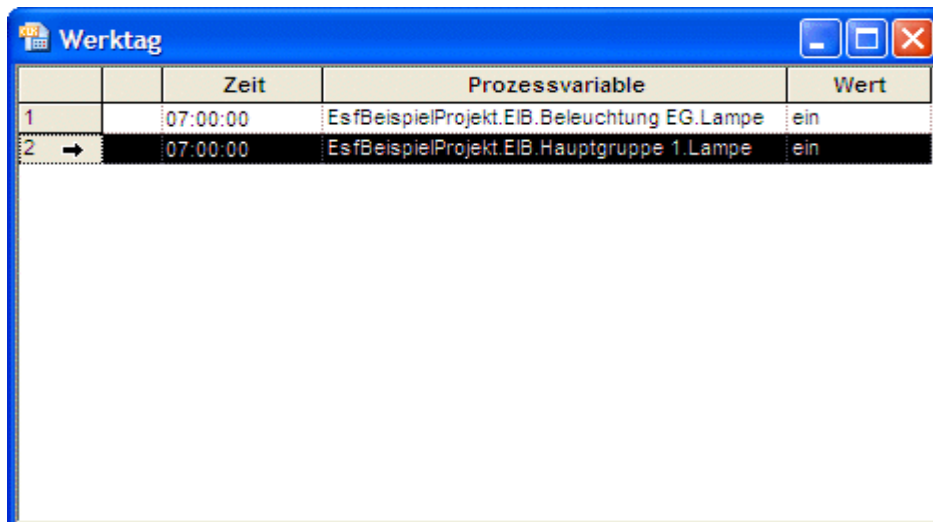 Werktag
Zeit Prozessvariable Wert
1 07:00:00 EsfBeispielProjekt.EIB.Beleuchtung EG.Lampe ein
2 07:00:00 EsfBeispielProjekt.EIB.Hauptgruppe 1.Lampe ein